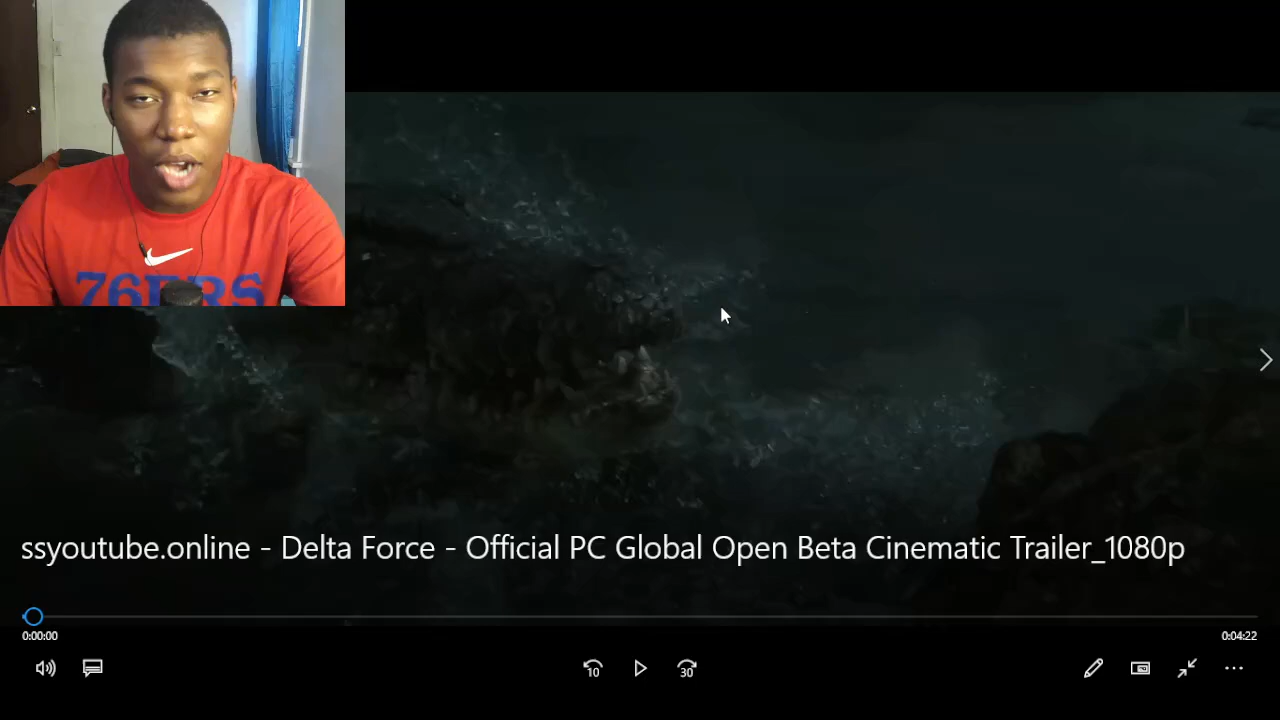 76ERS
ssyoutube.online - Delta Force - Official PC Global Open Beta Cinematic Trailer_1080p
0:00:00
0:04:22
10
30